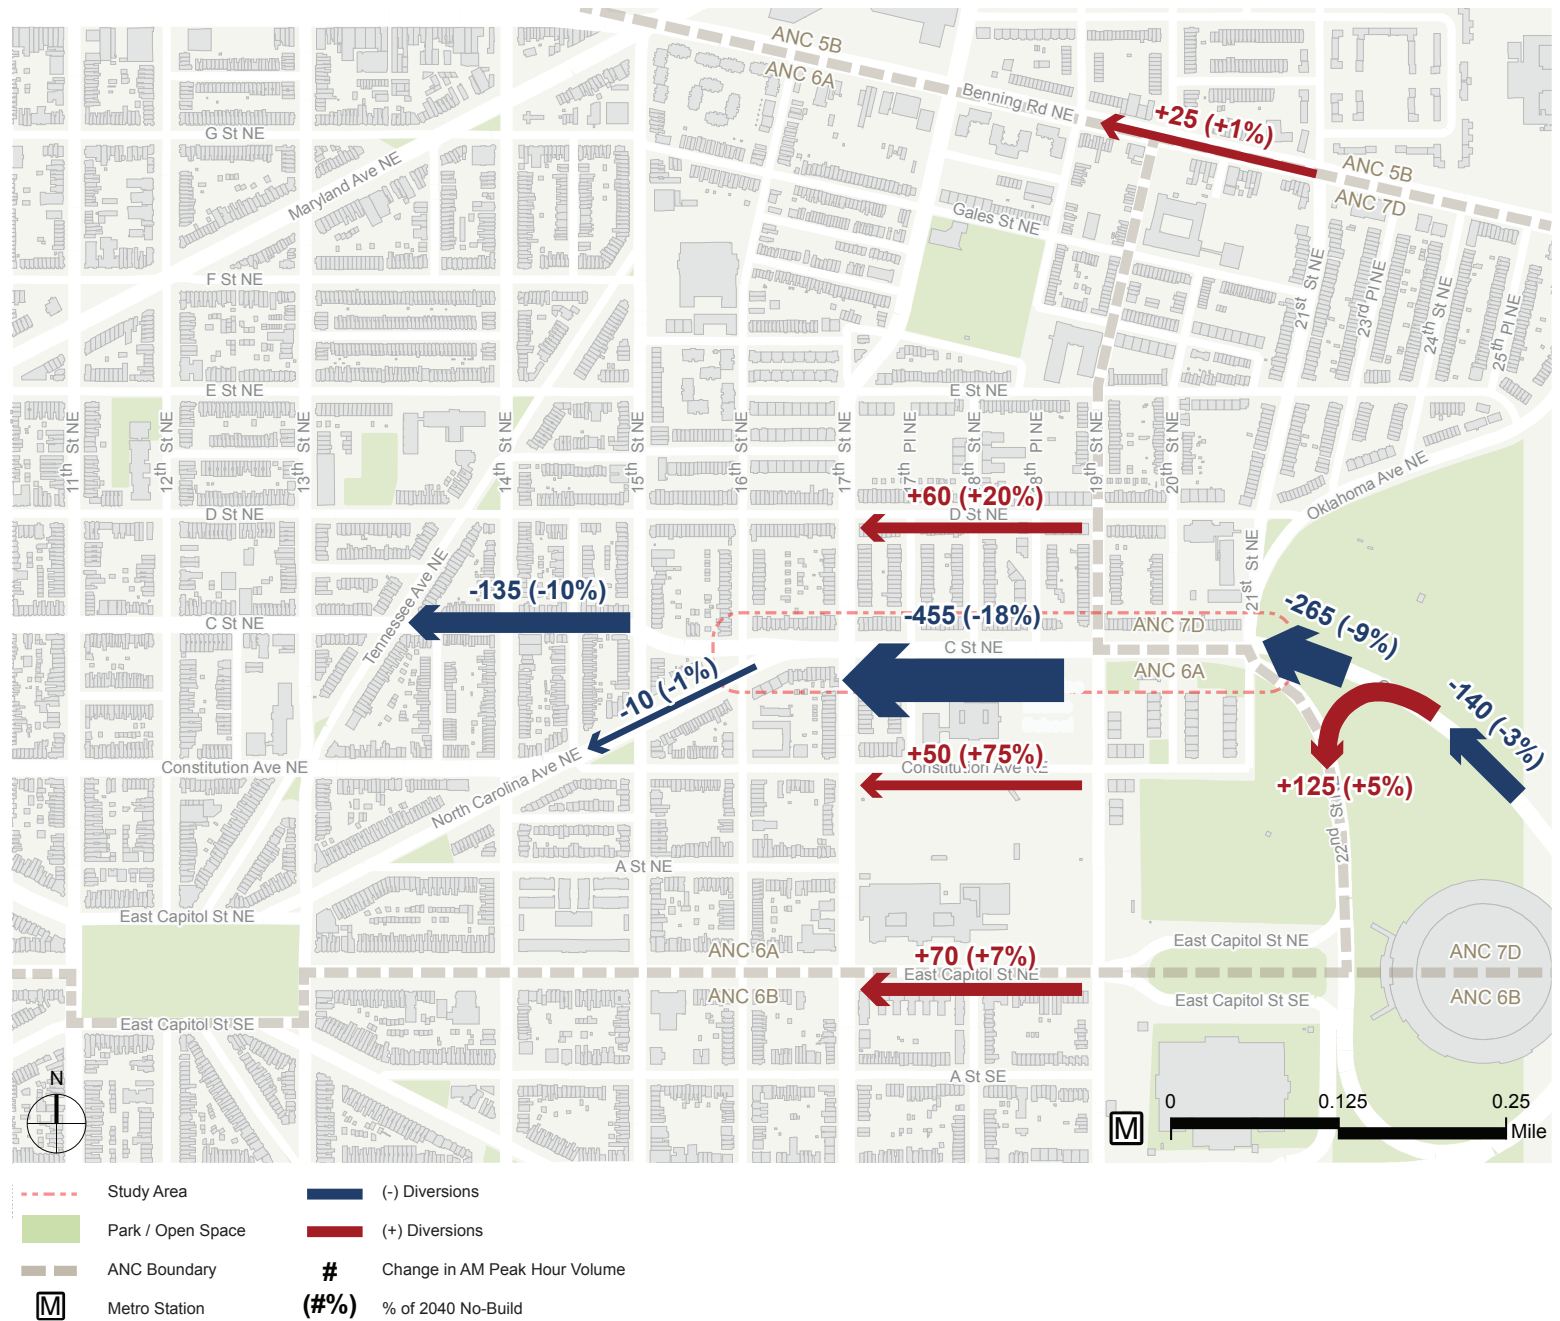 ANC 5B
ANC 6A
Benning Rd NE
+25 (+1%)
ANC 5B
ANC 7D
G St NE
Maryland Ave NE
Gales St NE
F St NE
21st St NE
23rd Pl NE
24th St NE
25th Pl NE
E St NE
E St NE
11th St NE
12th St NE
13th St NE
14th St NE
15th St NE
16th St NE
17th St NE
17th Pl NE
18th St NE
18th Pl NE
19th St NE
20th St NE
Oklahoma Ave NE
+60 (+20%)
D St NE
D St NE
21st St NE
Tennessee Ave NE
-135 (-10%)
C St NE
-455 (-18%)
C St NE
ANC 7D
ANC 6A
-265 (-9%)
-140 (-3%)
-10 (-1%)
+125 (+5%)
22nd St NE
+50 (+75%)
Constitution Ave NE
Constitution Ave NE
North Carolina Ave NE
A St NE
East Capitol St NE
East Capitol St NE
ANC 6A
+70 (+7%)
East Capitol St NE
ANC 7D
ANC 6B
ANC 6B
East Capitol St SE
East Capitol St SE
A St SE
N
M
0
0.125
0.25
Mile
Study Area
(-) Diversions
Park / Open Space
(+) Diversions
ANC Boundary
# Change in AM Peak Hour Volume
M Metro Station
(#%) % of 2040 No-Build